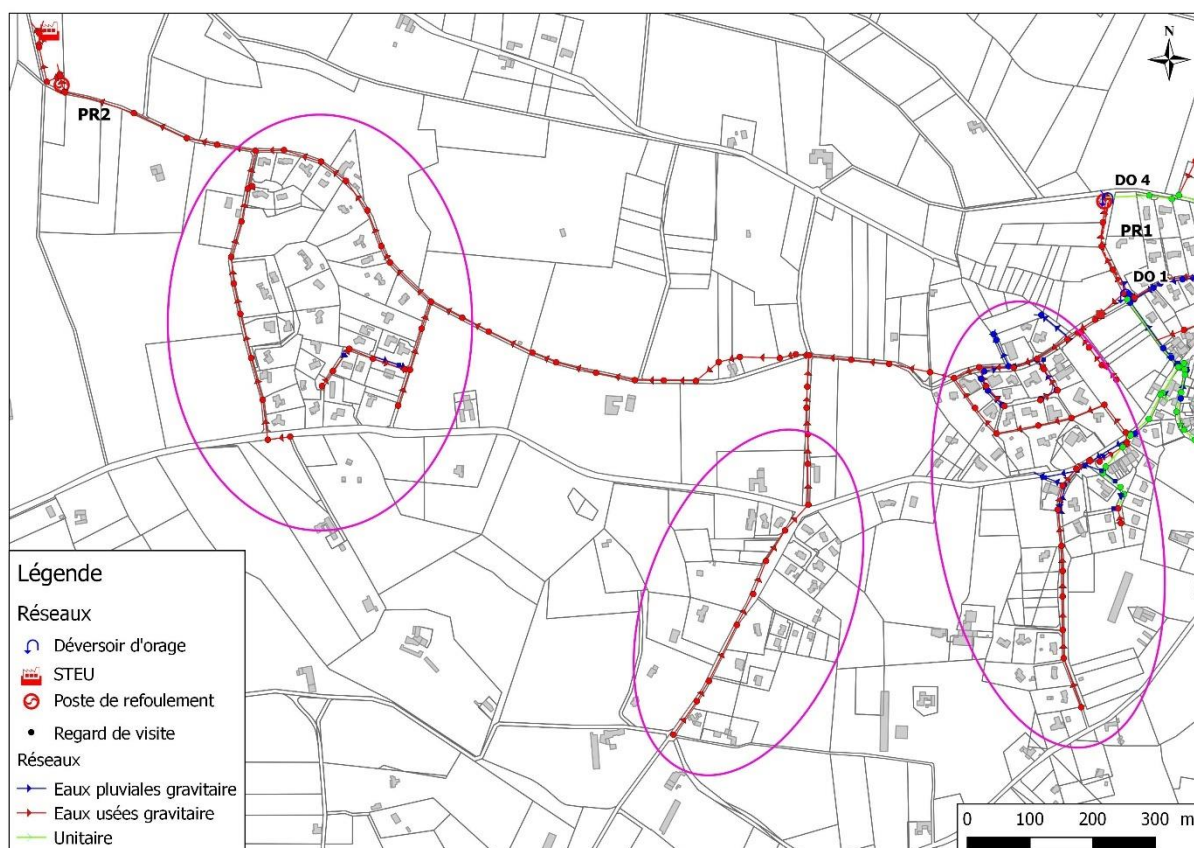 N
PR2
DO 4
PR1
DO 1
Légende
Réseaux
Déversoir d'orage
STEU
Poste de refoulement
Regard de visite
Réseaux
Eaux pluviales gravitaire
Eaux usées gravitaire
Unitaire
0 100 200 300 m